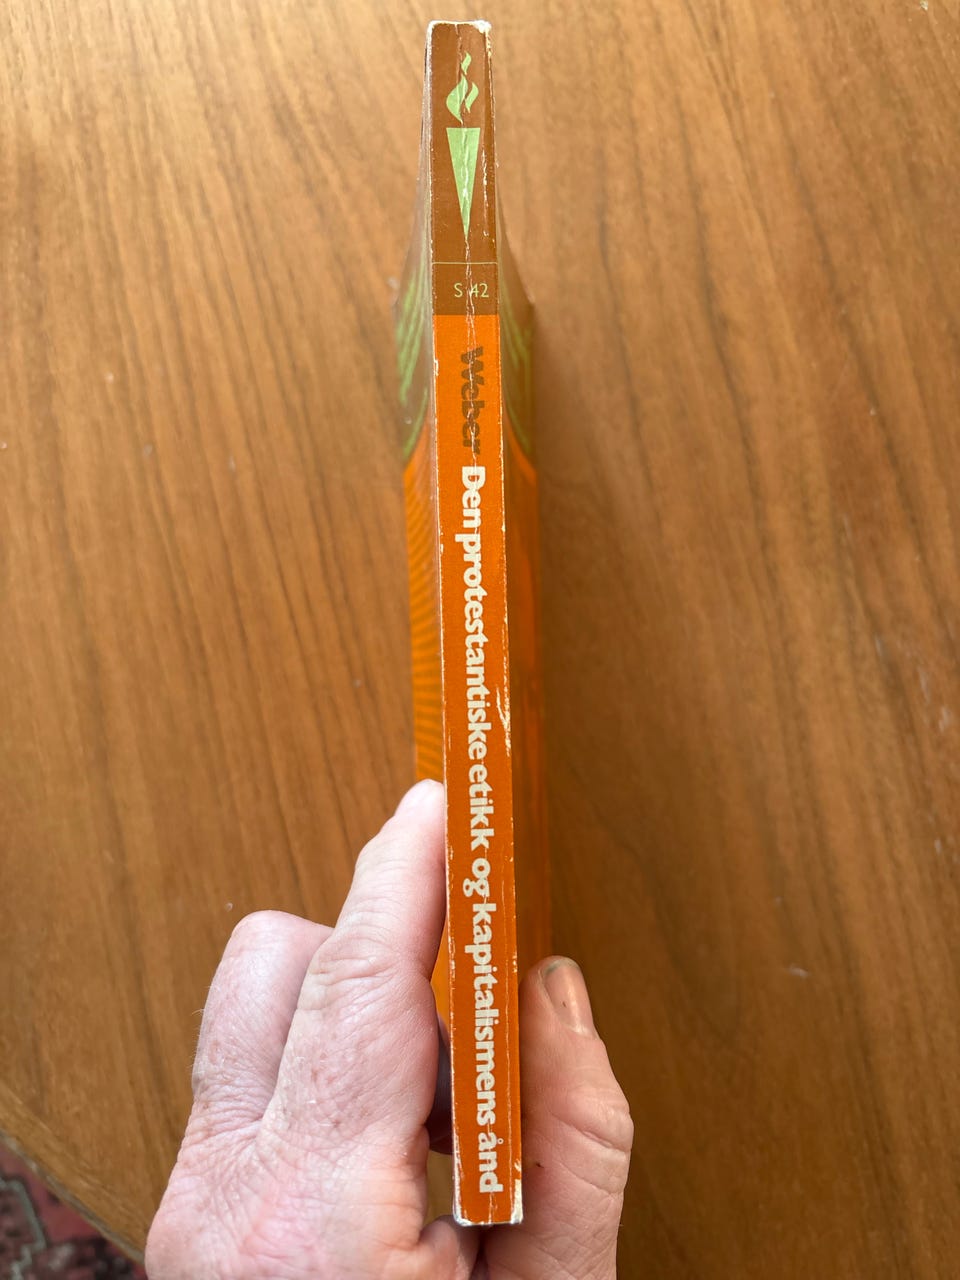 S 42
Weber Den protestantiske etikk og kapitalismens ånd